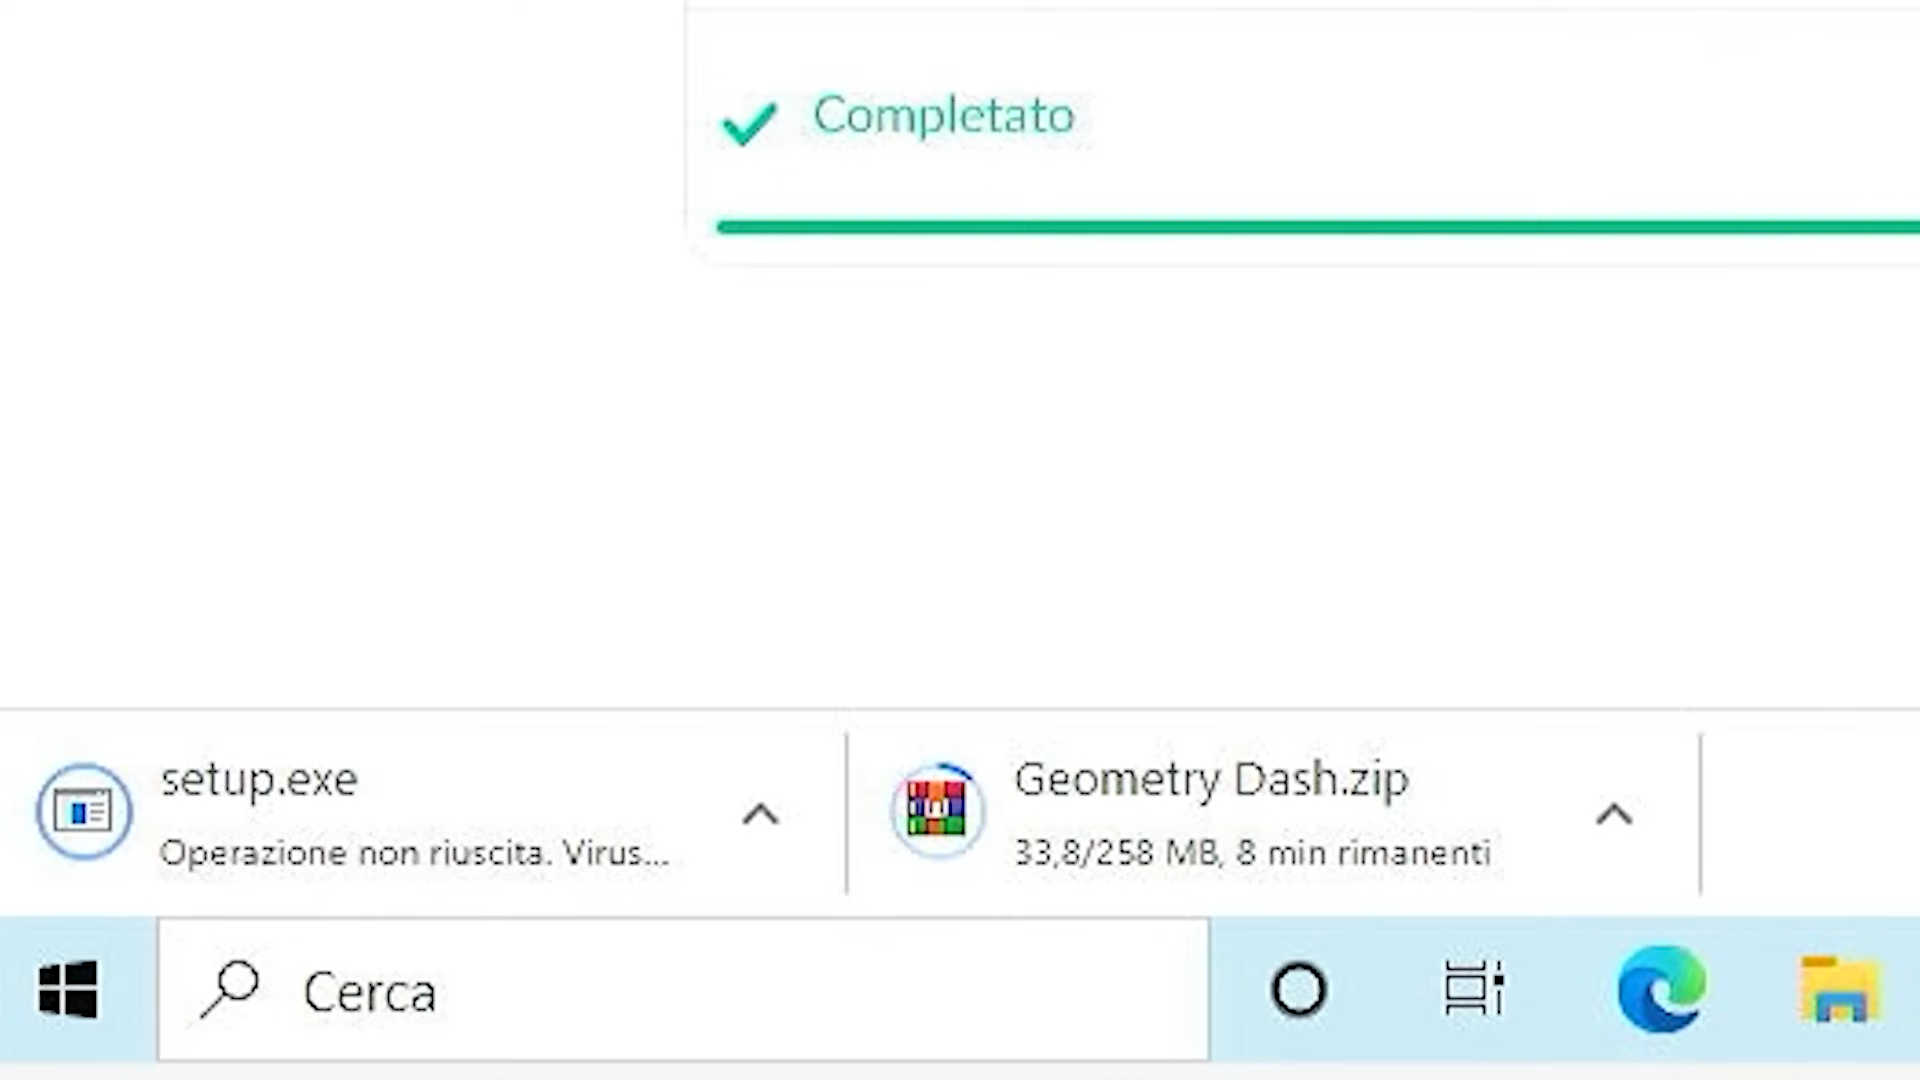 Completato
setup.exe
Operazione non riuscita. Virus...
Geometry Dash.zip
33,8/258 MB, 8 min rimanenti
Cerca